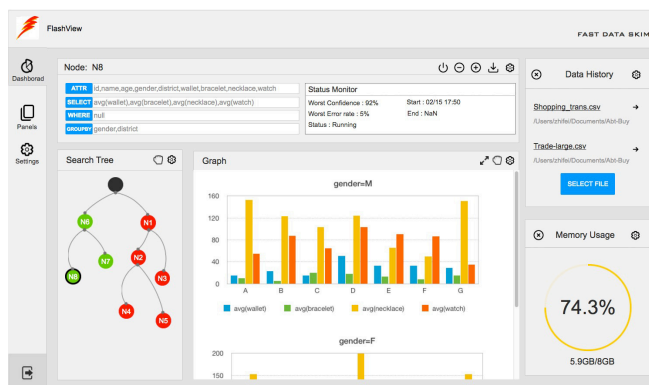 FlashView
FAST DATA SKIM
Dashborad
Panels
Settings
Node: N8
ATTR id,name,age,gender,district,wallet,bracelet,necklace,watch
SELECT avg(wallet),avg(bracelet),avg(necklace),avg(watch)
WHERE null
GROUPBY gender,district
Status Monitor
Worst Confidence : 92% Start : 02/15 17:50
Worst Error rate : 5% End : NaN
Status : Running
Search Tree
N6
N1
N7
N2
N8
N3
N4
N5
Graph
gender=M
160
120
80
40
0
A B C D E F G
avg(wallet) avg(bracelet) avg(necklace) avg(watch)
gender=F
200
150
Data History
Shopping_trans.csv
/Users/zhifei/Documents/Abt-Buy
Trade-large.csv
/Users/zhifei/Documents/Abt-Buy
SELECT FILE
Memory Usage
74.3%
5.9GB/8GB